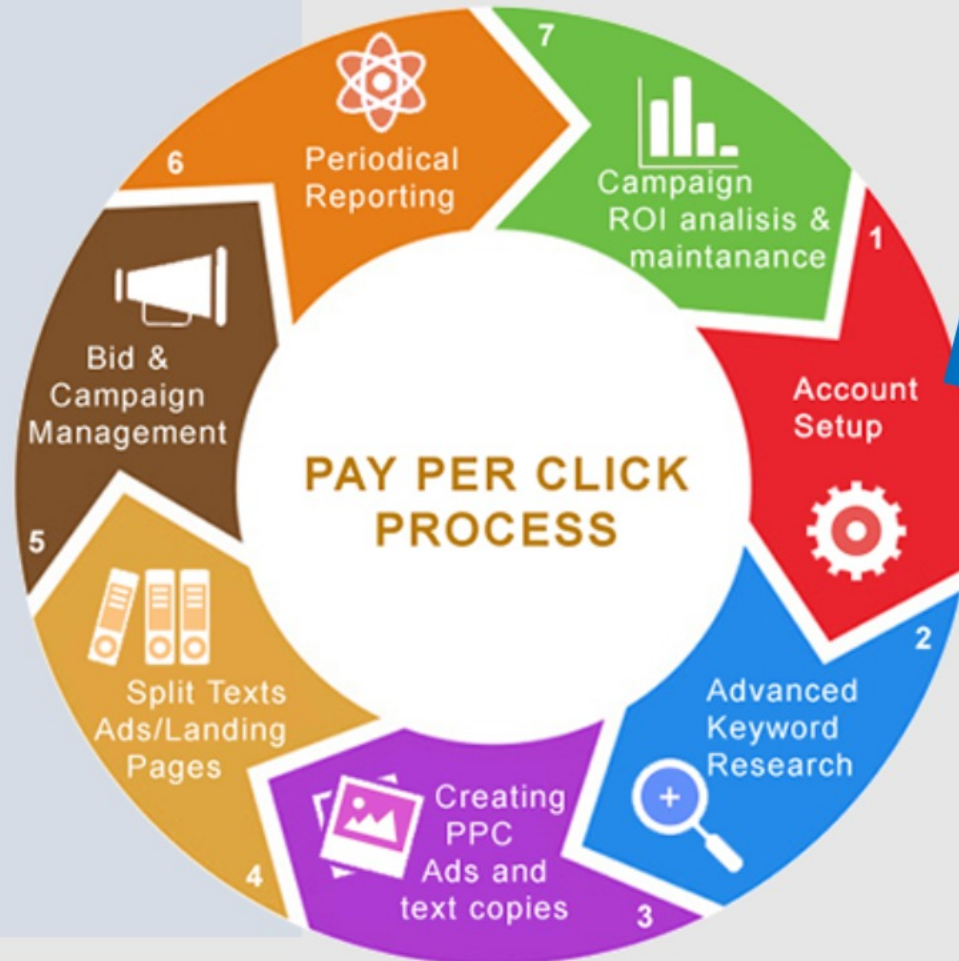 PAY PER CLICK
PROCESS
1
Account
Setup
2
Advanced
Keyword
Research
3
Creating
PPC
Ads and
text copies
4
Split Texts
Ads/Landing
Pages
5
Bid &
Campaign
Management
6
Periodical
Reporting
7
Campaign
ROI analisis &
maintanance